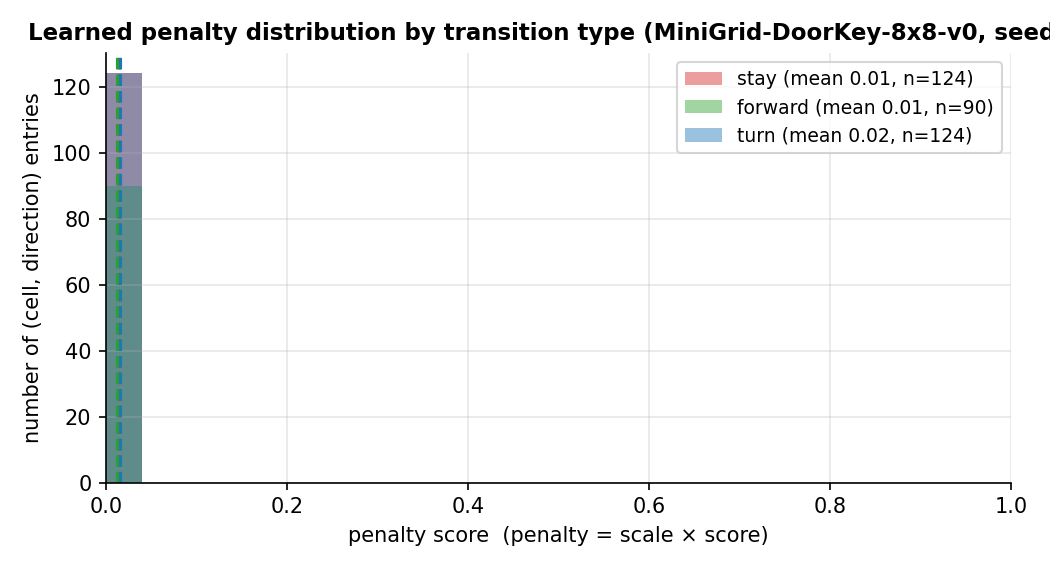 Learned penalty distribution by transition type (MiniGrid-DoorKey-8x8-v0, seed
stay (mean 0.01, n=124)
forward (mean 0.01, n=90)
turn (mean 0.02, n=124)
number of (cell, direction) entries
120
100
80
60
40
20
0
0.0 0.2 0.4 0.6 0.8 1.0
penalty score (penalty = scale × score)